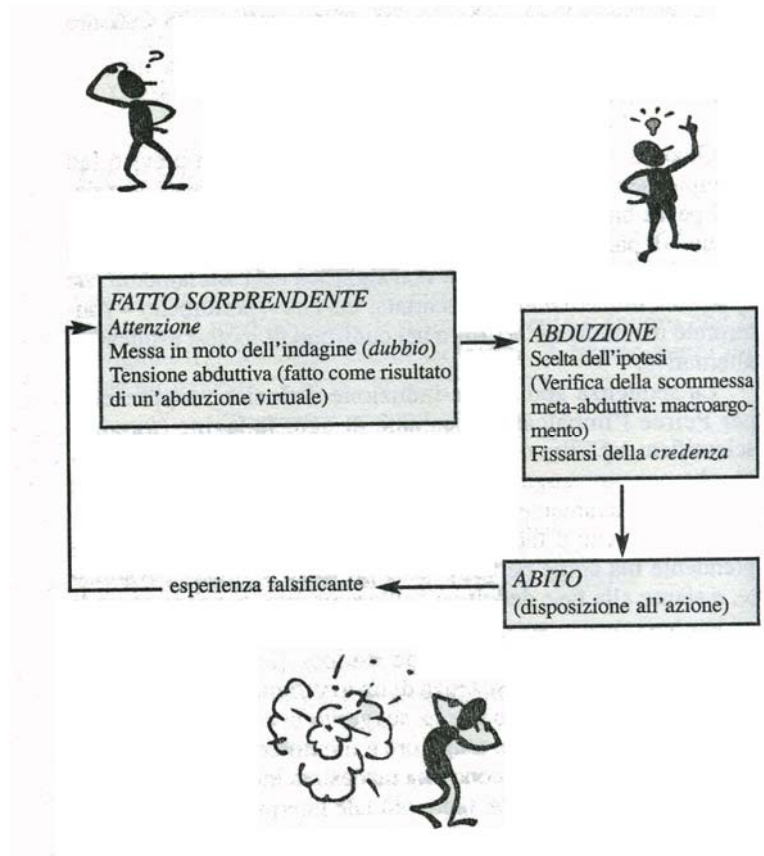 ?
FATTO SORPRENDENTE
Attenzione
Messa in moto dell'indagine (dubbio)
Tensione abduttiva (fatto come risultato
di un'abduzione virtuale)
ABDUZIONE
Scelta dell'ipotesi
(Verifica della scommessa
meta-abduttiva: macroargo-
mento)
Fissarsi della credenza
ABITO
(disposizione all'azione)
esperienza falsificante